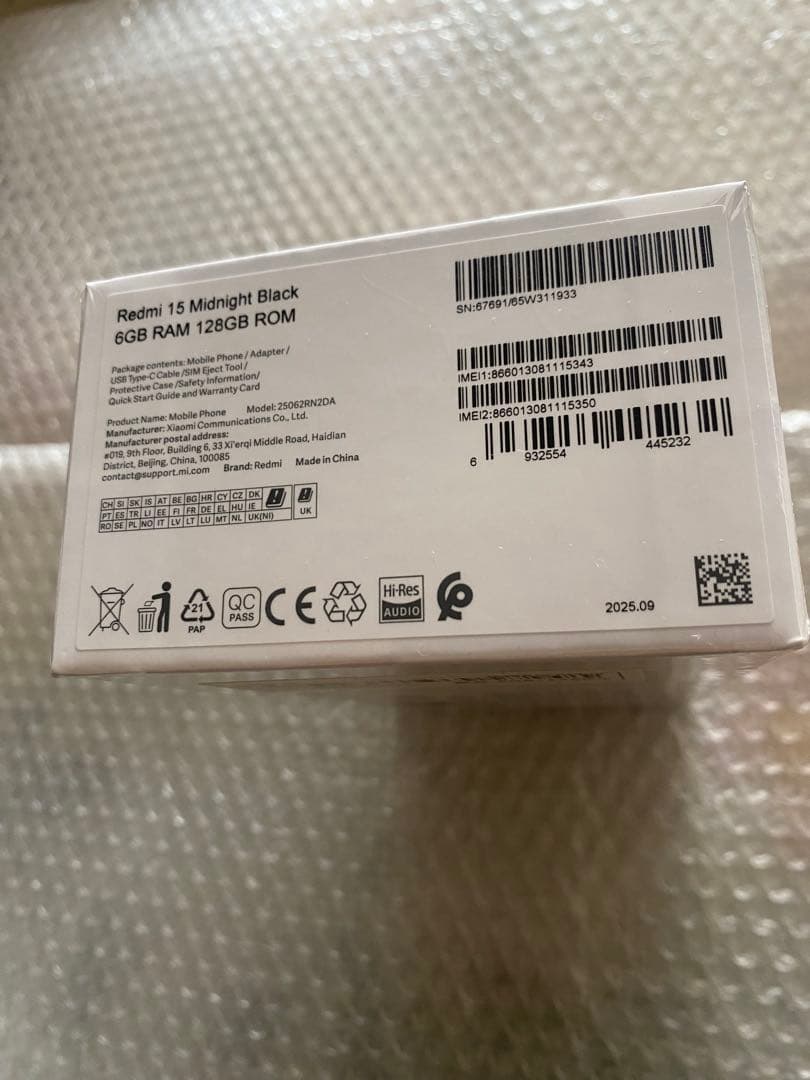 Redmi 15 Midnight Black
6GB RAM 128GB ROM
Package contents: Mobile Phone / Adapter /
USB Type-C Cable /SIM Eject Tool /
Protective Case /Safety Information/
Quick Start Guide and Warranty Card
Product Name: Mobile Phone Model: 25062RN2DA
Manufacturer: Xiaomi Communications Co., Ltd.
Manufacturer postal address:
#019, 9th Floor, Building 6, 33 Xi'erqi Middle Road, Haidian
District, Beijing, China, 100085
contact@support.mi.com Brand: Redmi Made in China
CH SI SK IS AT BE BG HR CY CZ DK
PT ES TR LI EE FI FR DE EL HU IE
RO SE PL NO IT LV LT LU MT NL UK(NI)
UK
SN:67691/65W311933
IMEI1:866013081115343
IMEI2:866013081115350
6 932554 445232
21
PAP
QC
PASS
CE
Hi-Res
AUDIO
2025.09